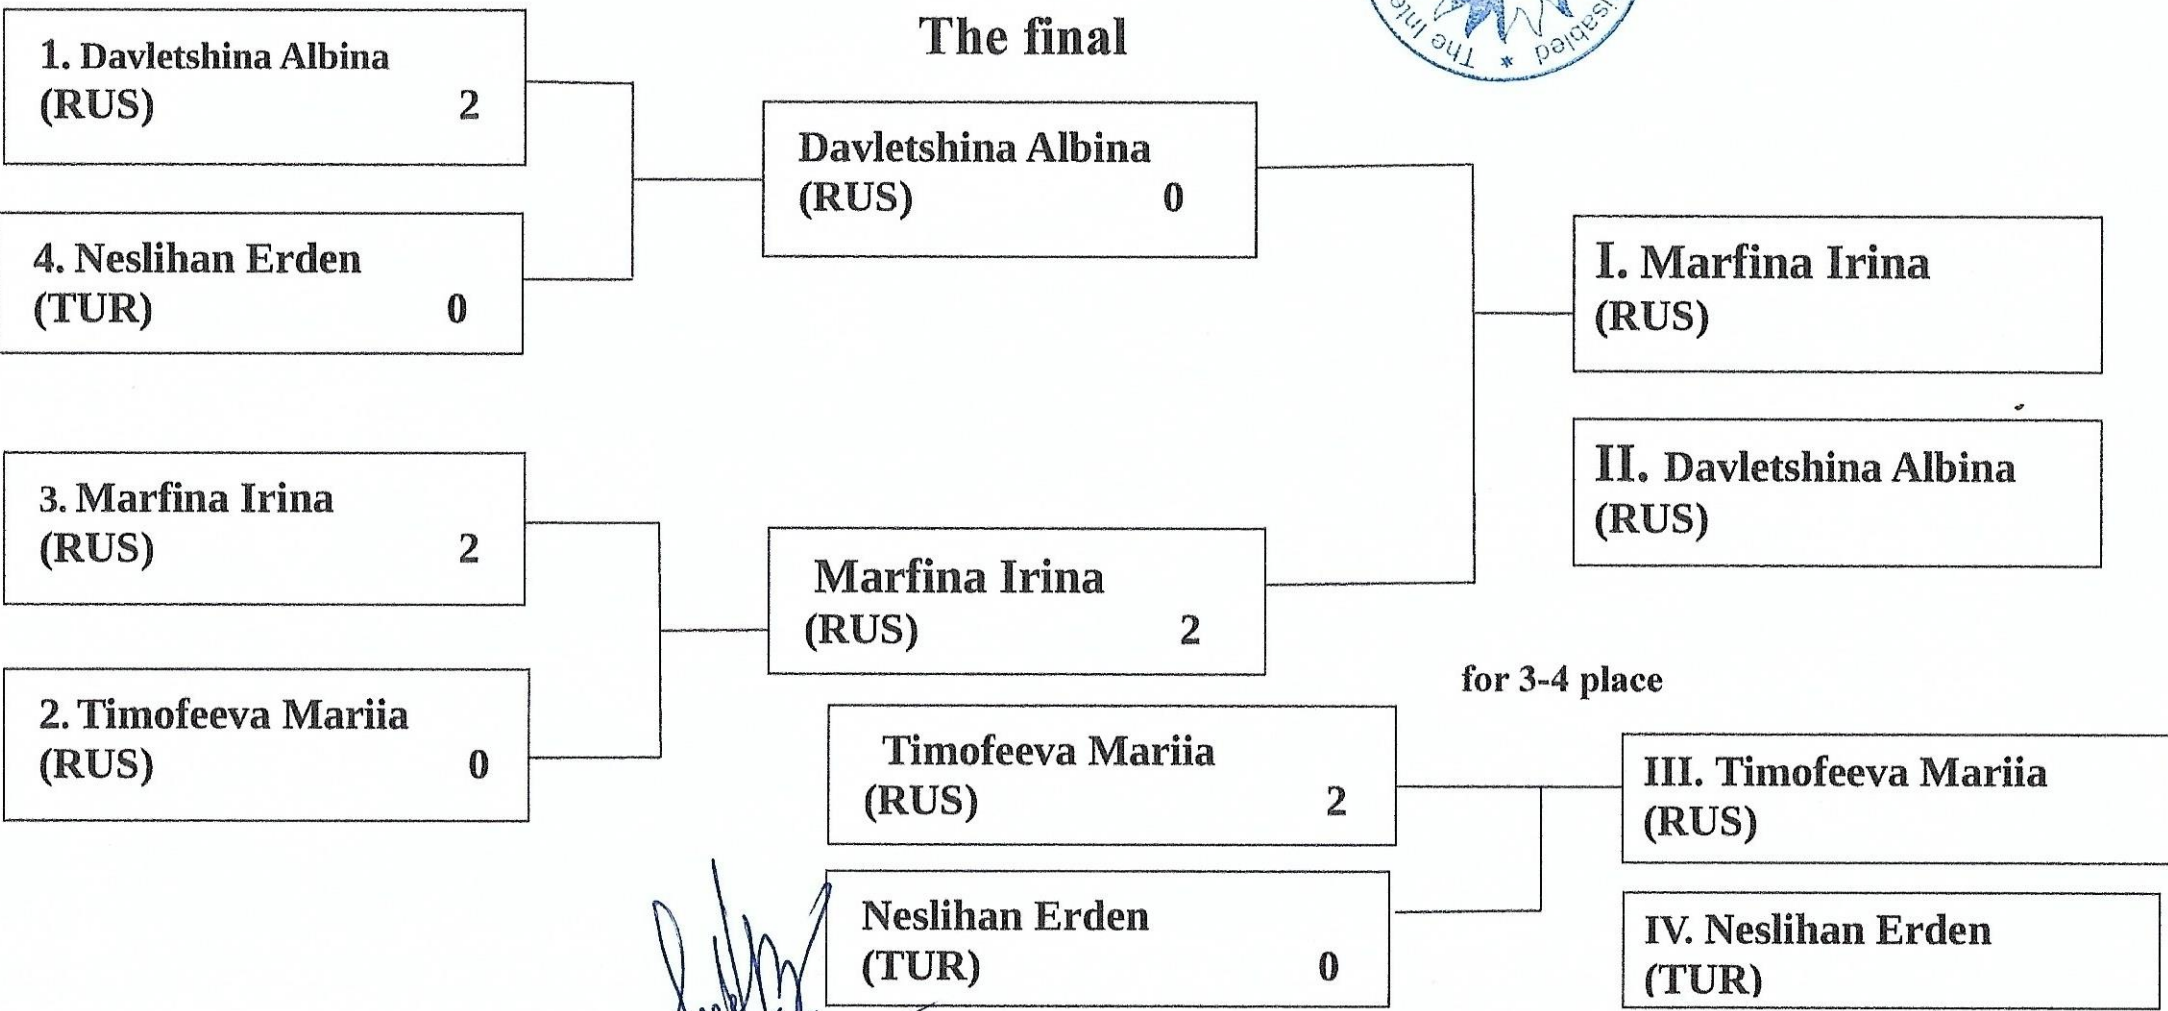 The final
The Inte
isabled
*
1. Davletshina Albina
(RUS) 2
4. Neslihan Erden
(TUR) 0
3. Marfina Irina
(RUS) 2
2. Timofeeva Mariia
(RUS) 0
Davletshina Albina
(RUS) 0
Marfina Irina
(RUS) 2
I. Marfina Irina
(RUS)
II. Davletshina Albina
(RUS)
for 3-4 place
Timofeeva Mariia
(RUS) 2
Neslihan Erden
(TUR) 0
III. Timofeeva Mariia
(RUS)
IV. Neslihan Erden
(TUR)